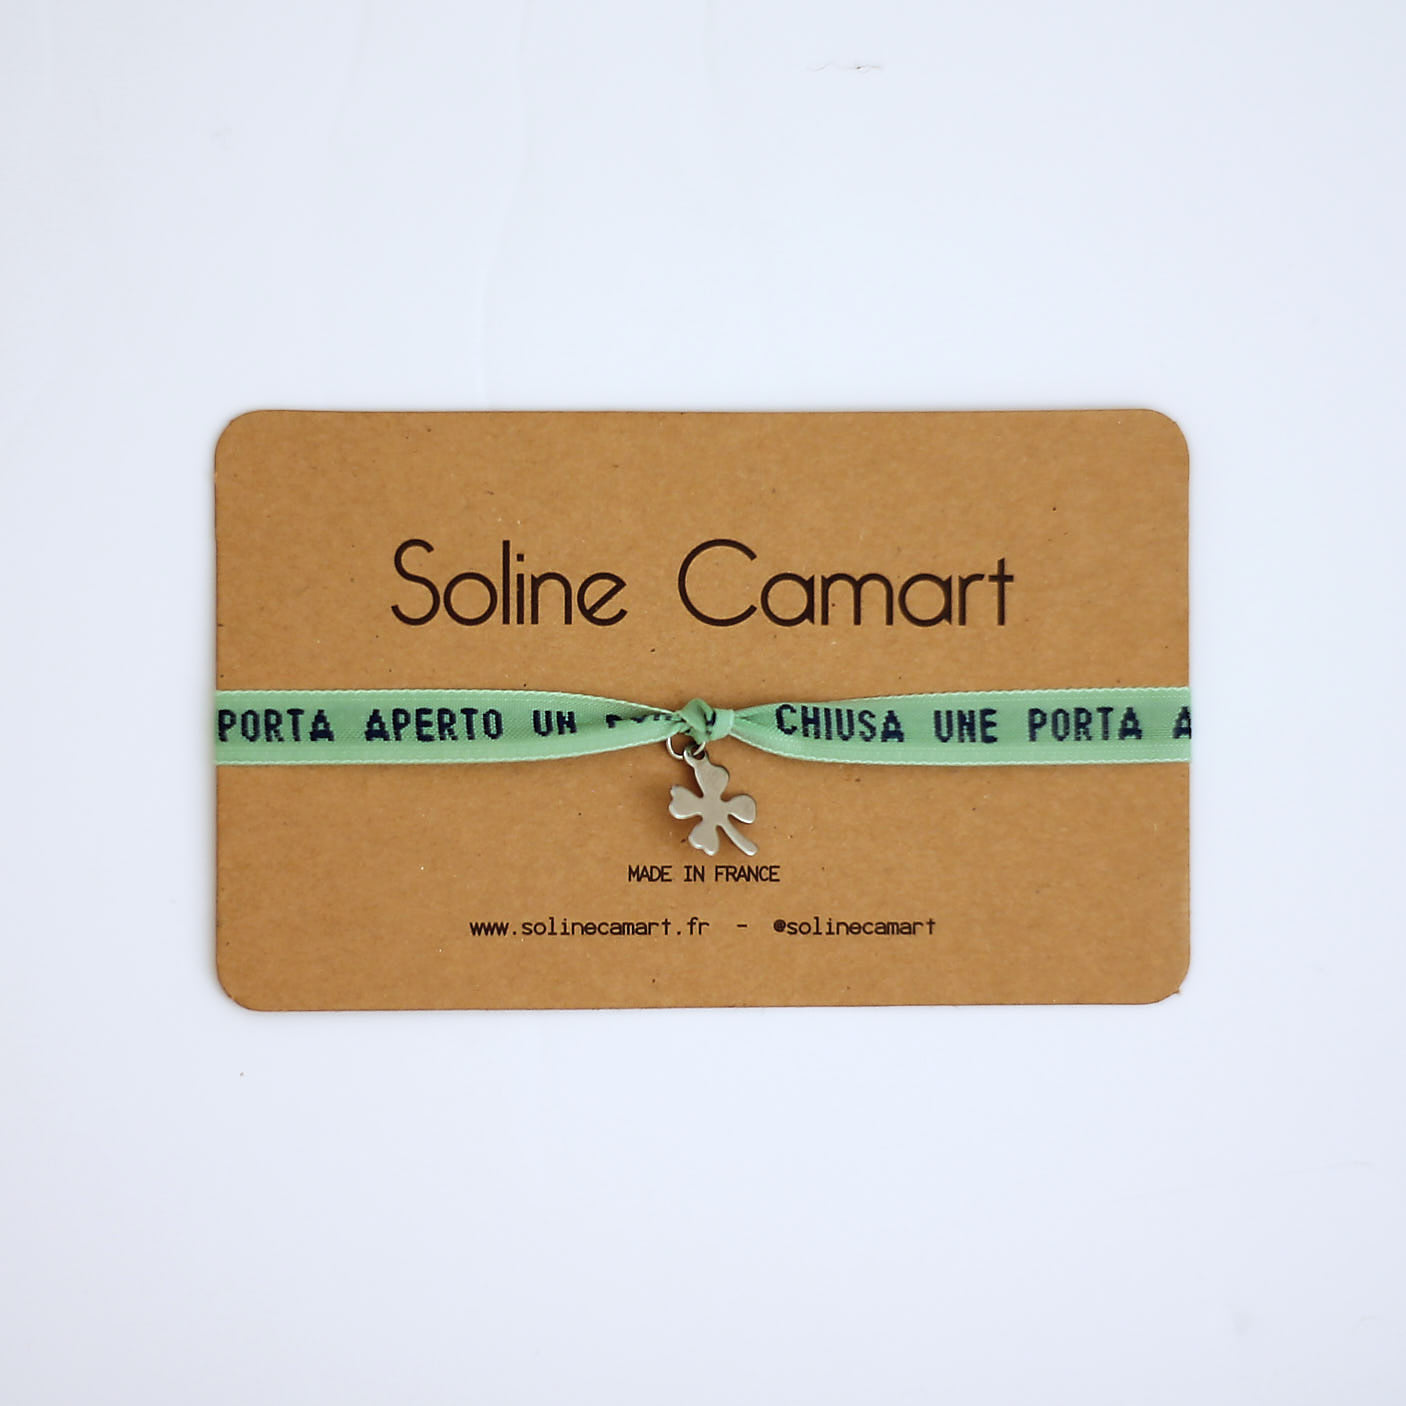 Soline Camart
PORTA APERTO UN CHIUSA UNE PORTA A
MADE IN FRANCE
www.solinecamart.fr - @solinecamart